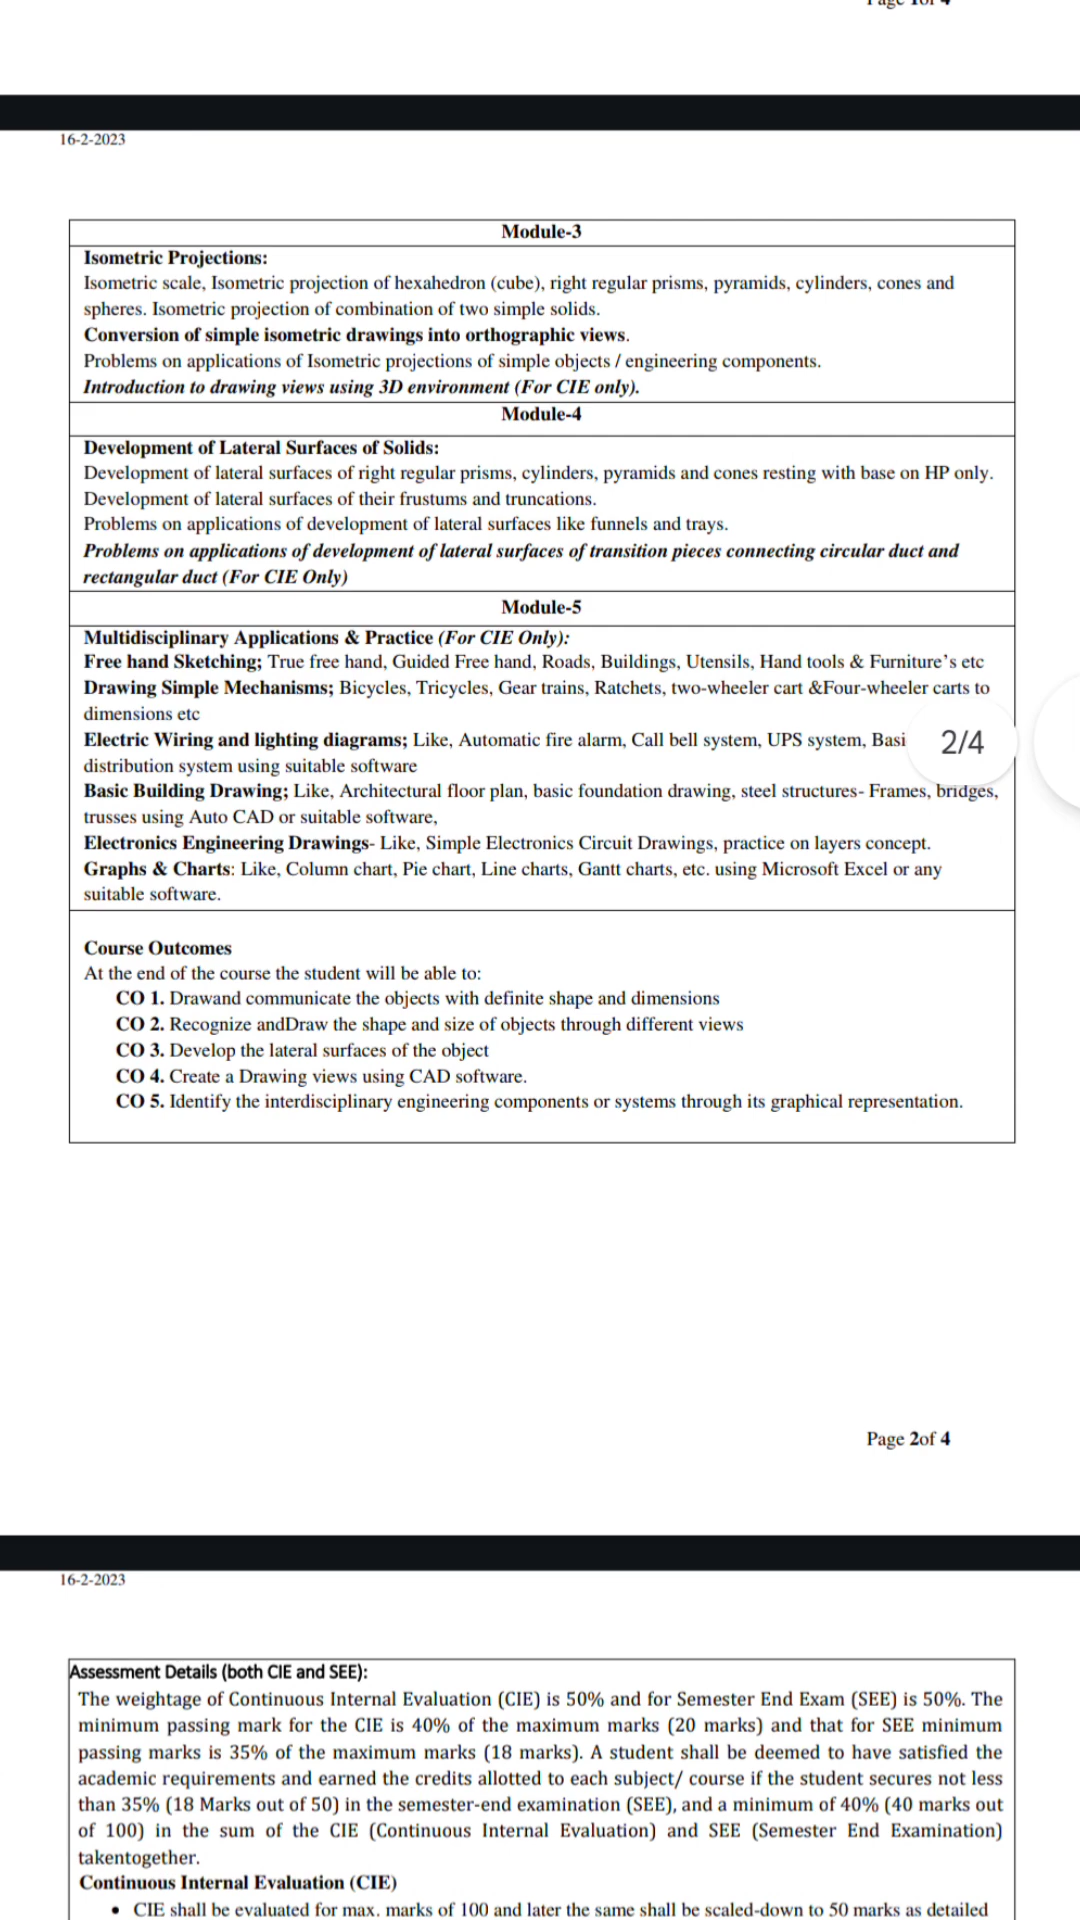 Page 1of 4
16-2-2023
Module-3
Isometric Projections:
Isometric scale, Isometric projection of hexahedron (cube), right regular prisms, pyramids, cylinders, cones and
spheres. Isometric projection of combination of two simple solids.
Conversion of simple isometric drawings into orthographic views.
Problems on applications of Isometric projections of simple objects / engineering components.
Introduction to drawing views using 3D environment (For CIE only).
Module-4
Development of Lateral Surfaces of Solids:
Development of lateral surfaces of right regular prisms, cylinders, pyramids and cones resting with base on HP only.
Development of lateral surfaces of their frustums and truncations.
Problems on applications of development of lateral surfaces like funnels and trays.
Problems on applications of development of lateral surfaces of transition pieces connecting circular duct and
rectangular duct (For CIE Only)
Module-5
Multidisciplinary Applications & Practice (For CIE Only):
Free hand Sketching; True free hand, Guided Free hand, Roads, Buildings, Utensils, Hand tools & Furniture's etc
Drawing Simple Mechanisms; Bicycles, Tricycles, Gear trains, Ratchets, two-wheeler cart &Four-wheeler carts to
dimensions etc
Electric Wiring and lighting diagrams; Like, Automatic fire alarm, Call bell system, UPS system, Basi
2/4
distribution system using suitable software
Basic Building Drawing; Like, Architectural floor plan, basic foundation drawing, steel structures- Frames, bridges,
trusses using Auto CAD or suitable software,
Electronics Engineering Drawings- Like, Simple Electronics Circuit Drawings, practice on layers concept.
Graphs & Charts: Like, Column chart, Pie chart, Line charts, Gantt charts, etc. using Microsoft Excel or any
suitable software.
Course Outcomes
At the end of the course the student will be able to:
CO 1. Drawand communicate the objects with definite shape and dimensions
CO 2. Recognize andDraw the shape and size of objects through different views
CO 3. Develop the lateral surfaces of the object
CO 4. Create a Drawing views using CAD software.
CO 5. Identify the interdisciplinary engineering components or systems through its graphical representation.
Page 2of 4
16-2-2023
Assessment Details (both CIE and SEE):
The weightage of Continuous Internal Evaluation (CIE) is 50% and for Semester End Exam (SEE) is 50%. The
minimum passing mark for the CIE is 40% of the maximum marks (20 marks) and that for SEE minimum
passing marks is 35% of the maximum marks (18 marks). A student shall be deemed to have satisfied the
academic requirements and earned the credits allotted to each subject/ course if the student secures not less
than 35% (18 Marks out of 50) in the semester-end examination (SEE), and a minimum of 40% (40 marks out
of 100) in the sum of the CIE (Continuous Internal Evaluation) and SEE (Semester End Examination)
takentogether.
Continuous Internal Evaluation (CIE)
• CIE shall be evaluated for max. marks of 100 and later the same shall be scaled-down to 50 marks as detailed